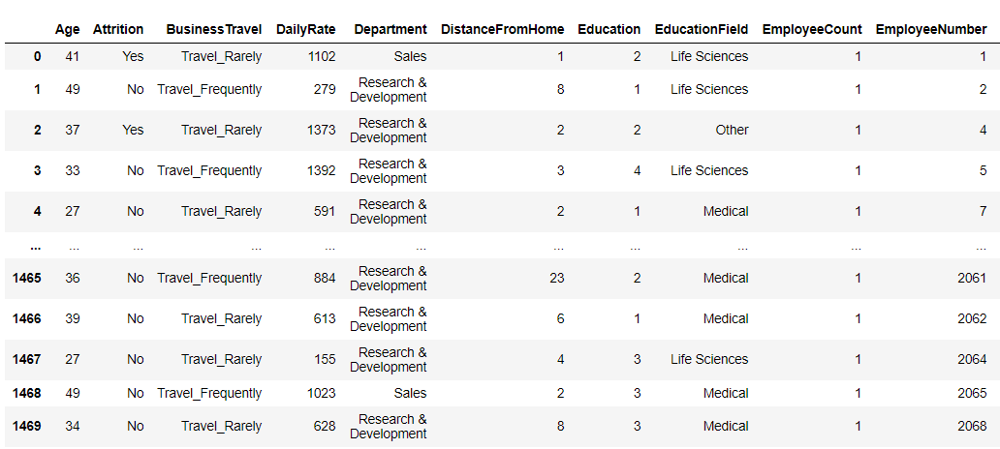 Age Attrition BusinessTravel DailyRate Department DistanceFromHome Education EducationField EmployeeCount EmployeeNumber
0 41 Yes Travel_Rarely 1102 Sales 1 2 Life Sciences 1 1
1 49 No Travel_Frequently 279 Research & Development 8 1 Life Sciences 1 2
2 37 Yes Travel_Rarely 1373 Research & Development 2 2 Other 1 4
3 33 No Travel_Frequently 1392 Research & Development 3 4 Life Sciences 1 5
4 27 No Travel_Rarely 591 Research & Development 2 1 Medical 1 7
... ... ... ... ... ... ... ... ... ... ...
1465 36 No Travel_Frequently 884 Research & Development 23 2 Medical 1 2061
1466 39 No Travel_Rarely 613 Research & Development 6 1 Medical 1 2062
1467 27 No Travel_Rarely 155 Research & Development 4 3 Life Sciences 1 2064
1468 49 No Travel_Frequently 1023 Sales 2 3 Medical 1 2065
1469 34 No Travel_Rarely 628 Research & Development 8 3 Medical 1 2068